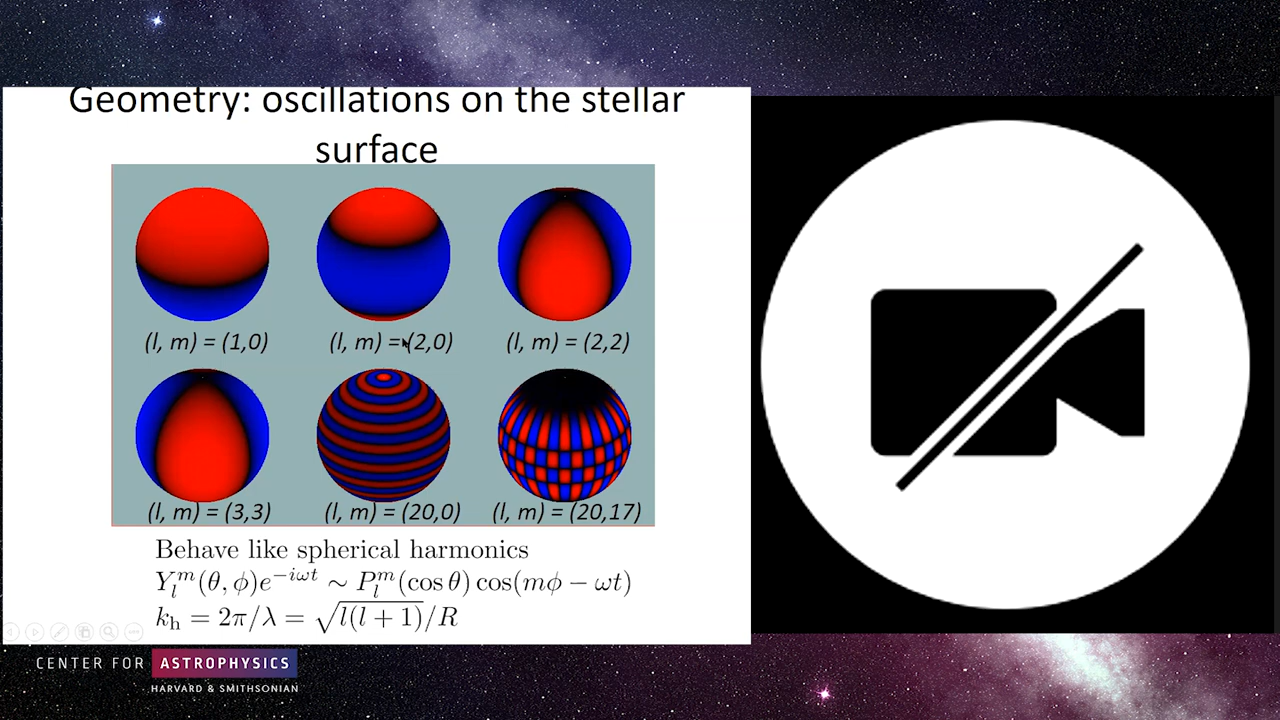 Geometry: oscillations on the stellar
surface
(l, m) = (1,0)
(l, m) = (2,0)
(l, m) = (2,2)
(l, m) = (3,3)
(l, m) = (20,0)
(l, m) = (20,17)
Behave like spherical harmonics
Y_l^m(θ, ϕ)e^{−iωt} ∼ P_l^m(cos θ) cos(mϕ − ωt)
k_h = 2π/λ = √l(l + 1)/R
CENTER FOR ASTROPHYSICS
HARVARD & SMITHSONIAN